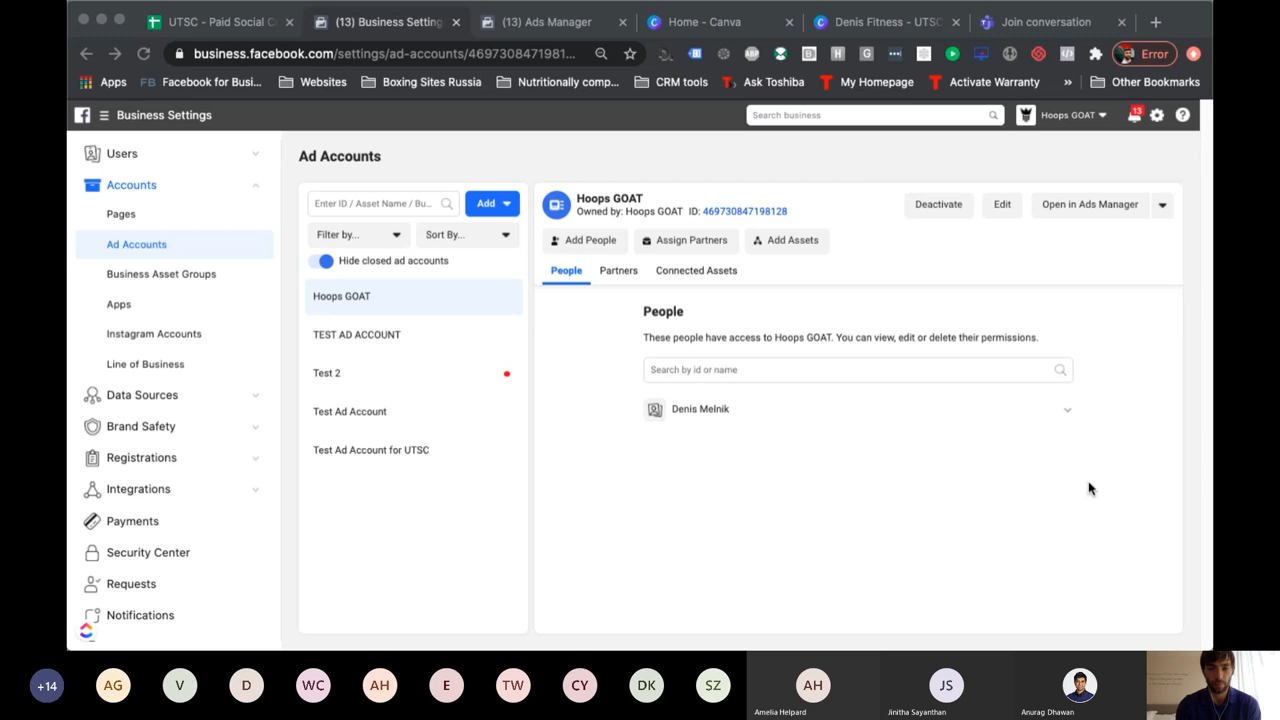 UTSC - Paid Social C
(13) Business Setting
(13) Ads Manager
Home - Canva
Denis Fitness - UTSC
Join conversation
business.facebook.com/settings/ad-accounts/46973084719 81...
Error
Apps
FB Facebook for Busi...
Websites
Boxing Sites Russia
Nutritionally comp...
CRM tools
Ask Toshiba
My Homepage
Activate Warranty
»
Other Bookmarks
Business Settings
Search business
Hoops GOAT
13
Users
Accounts
Pages
Ad Accounts
Business Asset Groups
Apps
Instagram Accounts
Line of Business
Data Sources
Brand Safety
Registrations
Integrations
Payments
Security Center
Requests
Notifications
Ad Accounts
Enter ID / Asset Name / Bu...
Add
Filter by...
Sort By...
Hide closed ad accounts
Hoops GOAT
TEST AD ACCOUNT
Test 2
Test Ad Account
Test Ad Account for UTSC
Hoops GOAT
Owned by: Hoops GOAT ID: 469730847198128
Deactivate
Edit
Open in Ads Manager
Add People
Assign Partners
Add Assets
People
Partners
Connected Assets
People
These people have access to Hoops GOAT. You can view, edit or delete their permissions.
Search by id or name
Denis Melnik
+14
AG
V
D
WC
AH
E
TW
CY
DK
SZ
AH
Amelia Helpard
JS
Jinitha Sayanthan
Anurag Dhawan